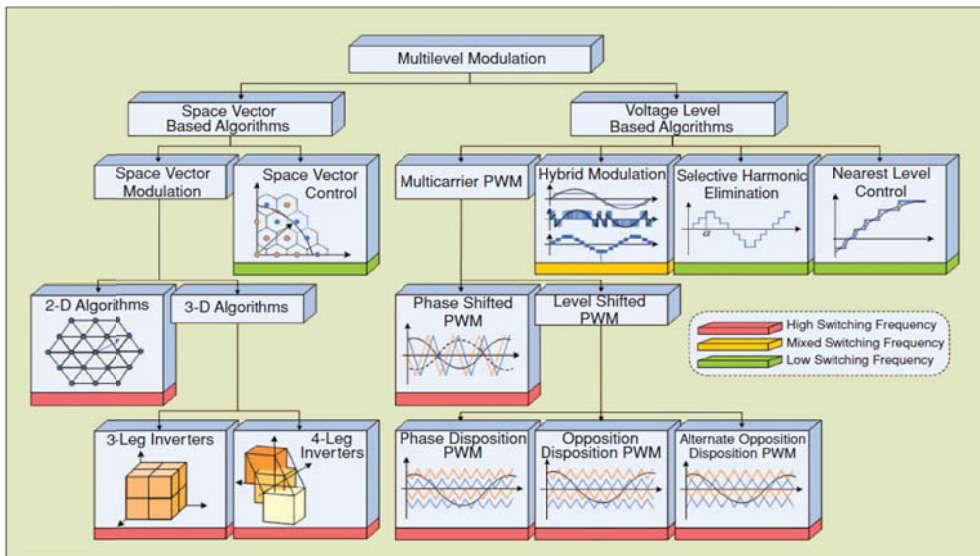 Multilevel Modulation
Space Vector
Based Algorithms
Voltage Level
Based Algorithms
Space Vector
Modulation
Space Vector
Control
Multicarrier PWM
Hybrid Modulation
Selective Harmonic
Elimination
α
Nearest Level
Control
2-D Algorithms
3-D Algorithms
Phase Shifted
PWM
Level Shifted
PWM
High Switching Frequency
Mixed Switching Frequency
Low Switching Frequency
3-Leg Inverters
4-Leg
Inverters
Phase Disposition
PWM
Opposition
Disposition PWM
Alternate Opposition
Disposition PWM